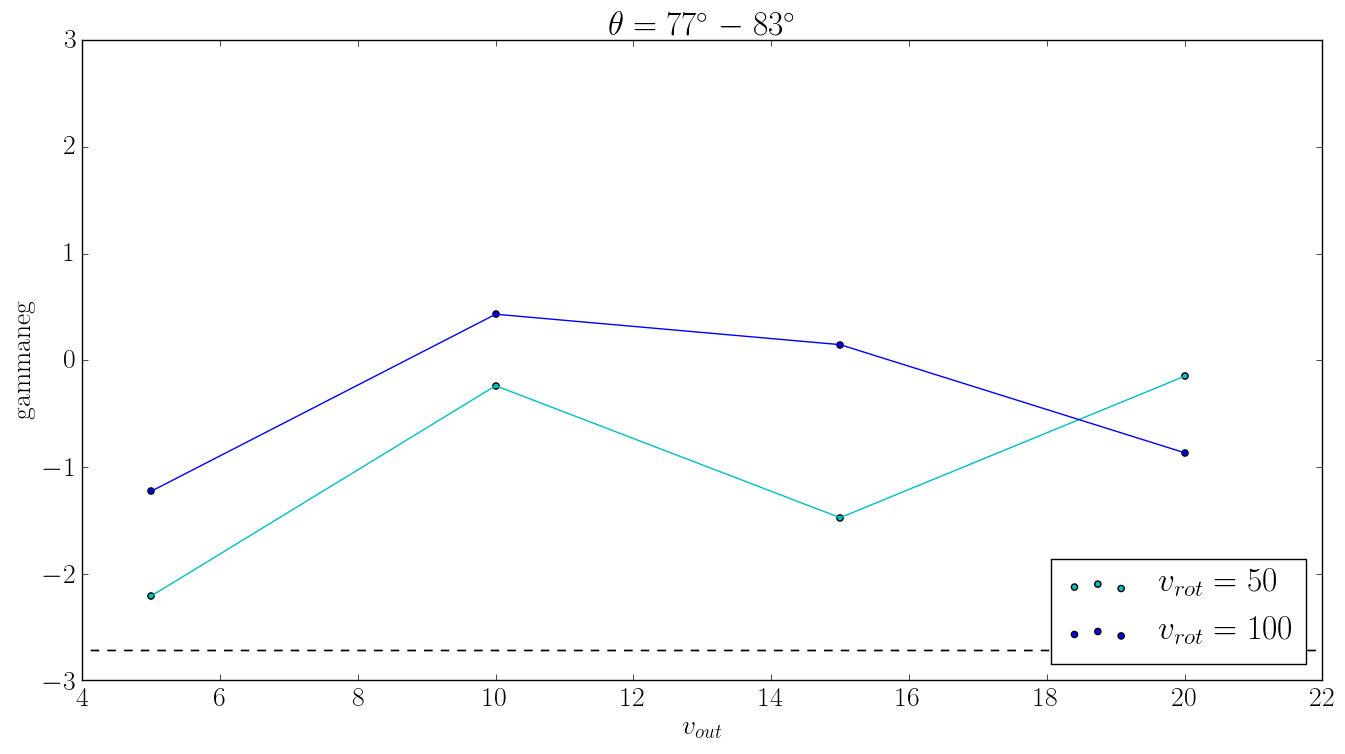 θ = 77° − 83°
3
2
1
0
−1
−2
−3
gammaneg
4 6 8 10 12 14 16 18 20 22
v_out
v_rot = 50
v_rot = 100